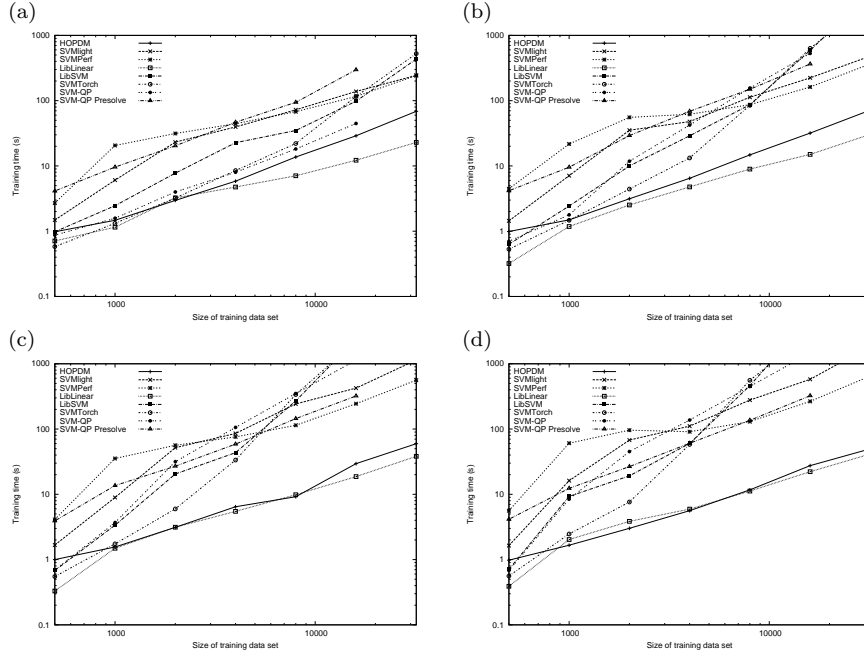 (a)
1000
100
10
1
0.1
Training time (s)
HOPDM
SVMlight
SVMPerf
LibLinear
LibSVM
SVMTorch
SVM-QP
SVM-QP Presolve
1000
10000
Size of training data set
(b)
1000
100
10
1
0.1
Training time (s)
HOPDM
SVMlight
SVMPerf
LibLinear
LibSVM
SVMTorch
SVM-QP
SVM-QP Presolve
1000
10000
Size of training data set
(c)
1000
100
10
1
0.1
Training time (s)
HOPDM
SVMlight
SVMPerf
LibLinear
LibSVM
SVMTorch
SVM-QP
SVM-QP Presolve
1000
10000
Size of training data set
(d)
1000
100
10
1
0.1
Training time (s)
HOPDM
SVMlight
SVMPerf
LibLinear
LibSVM
SVMTorch
SVM-QP
SVM-QP Presolve
1000
10000
Size of training data set